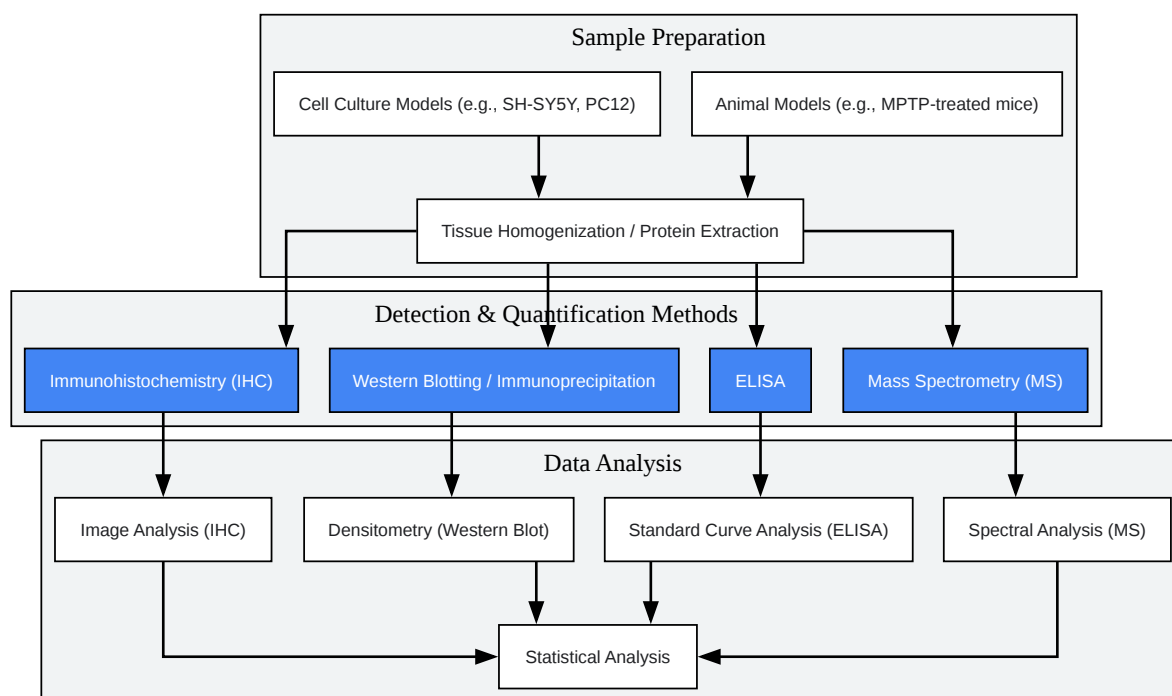 Sample Preparation
Cell Culture Models (e.g., SH-SY5Y, PC12)
Animal Models (e.g., MPTP-treated mice)
Tissue Homogenization / Protein Extraction
Detection & Quantification Methods
Immunohistochemistry (IHC)
Western Blotting / Immunoprecipitation
ELISA
Mass Spectrometry (MS)
Data Analysis
Image Analysis (IHC)
Densitometry (Western Blot)
Standard Curve Analysis (ELISA)
Spectral Analysis (MS)
Statistical Analysis